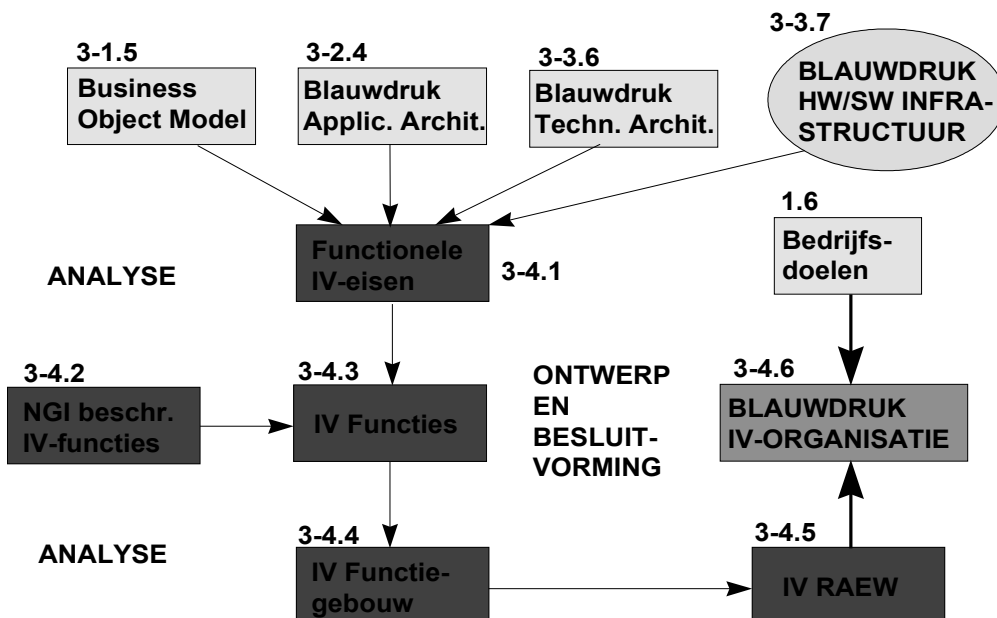 3-1.5
Business
Object Model
3-2.4
Blauwdruk
Applic. Archit.
3-3.6
Blauwdruk
Techn. Archit.
3-3.7
BLAUWDRUK
HW/SW INFRA-
STRUCTUUR
ANALYSE
Functionele
IV-eisen
3-4.1
1.6
Bedrijfs-
doelen
3-4.2
NGI beschr.
IV-functies
3-4.3
IV Functies
ONTWERP
EN
BESLUIT-
VORMING
3-4.6
BLAUWDRUK
IV-ORGANISATIE
ANALYSE
3-4.4
IV Functie-
gebouw
3-4.5
IV RAEW